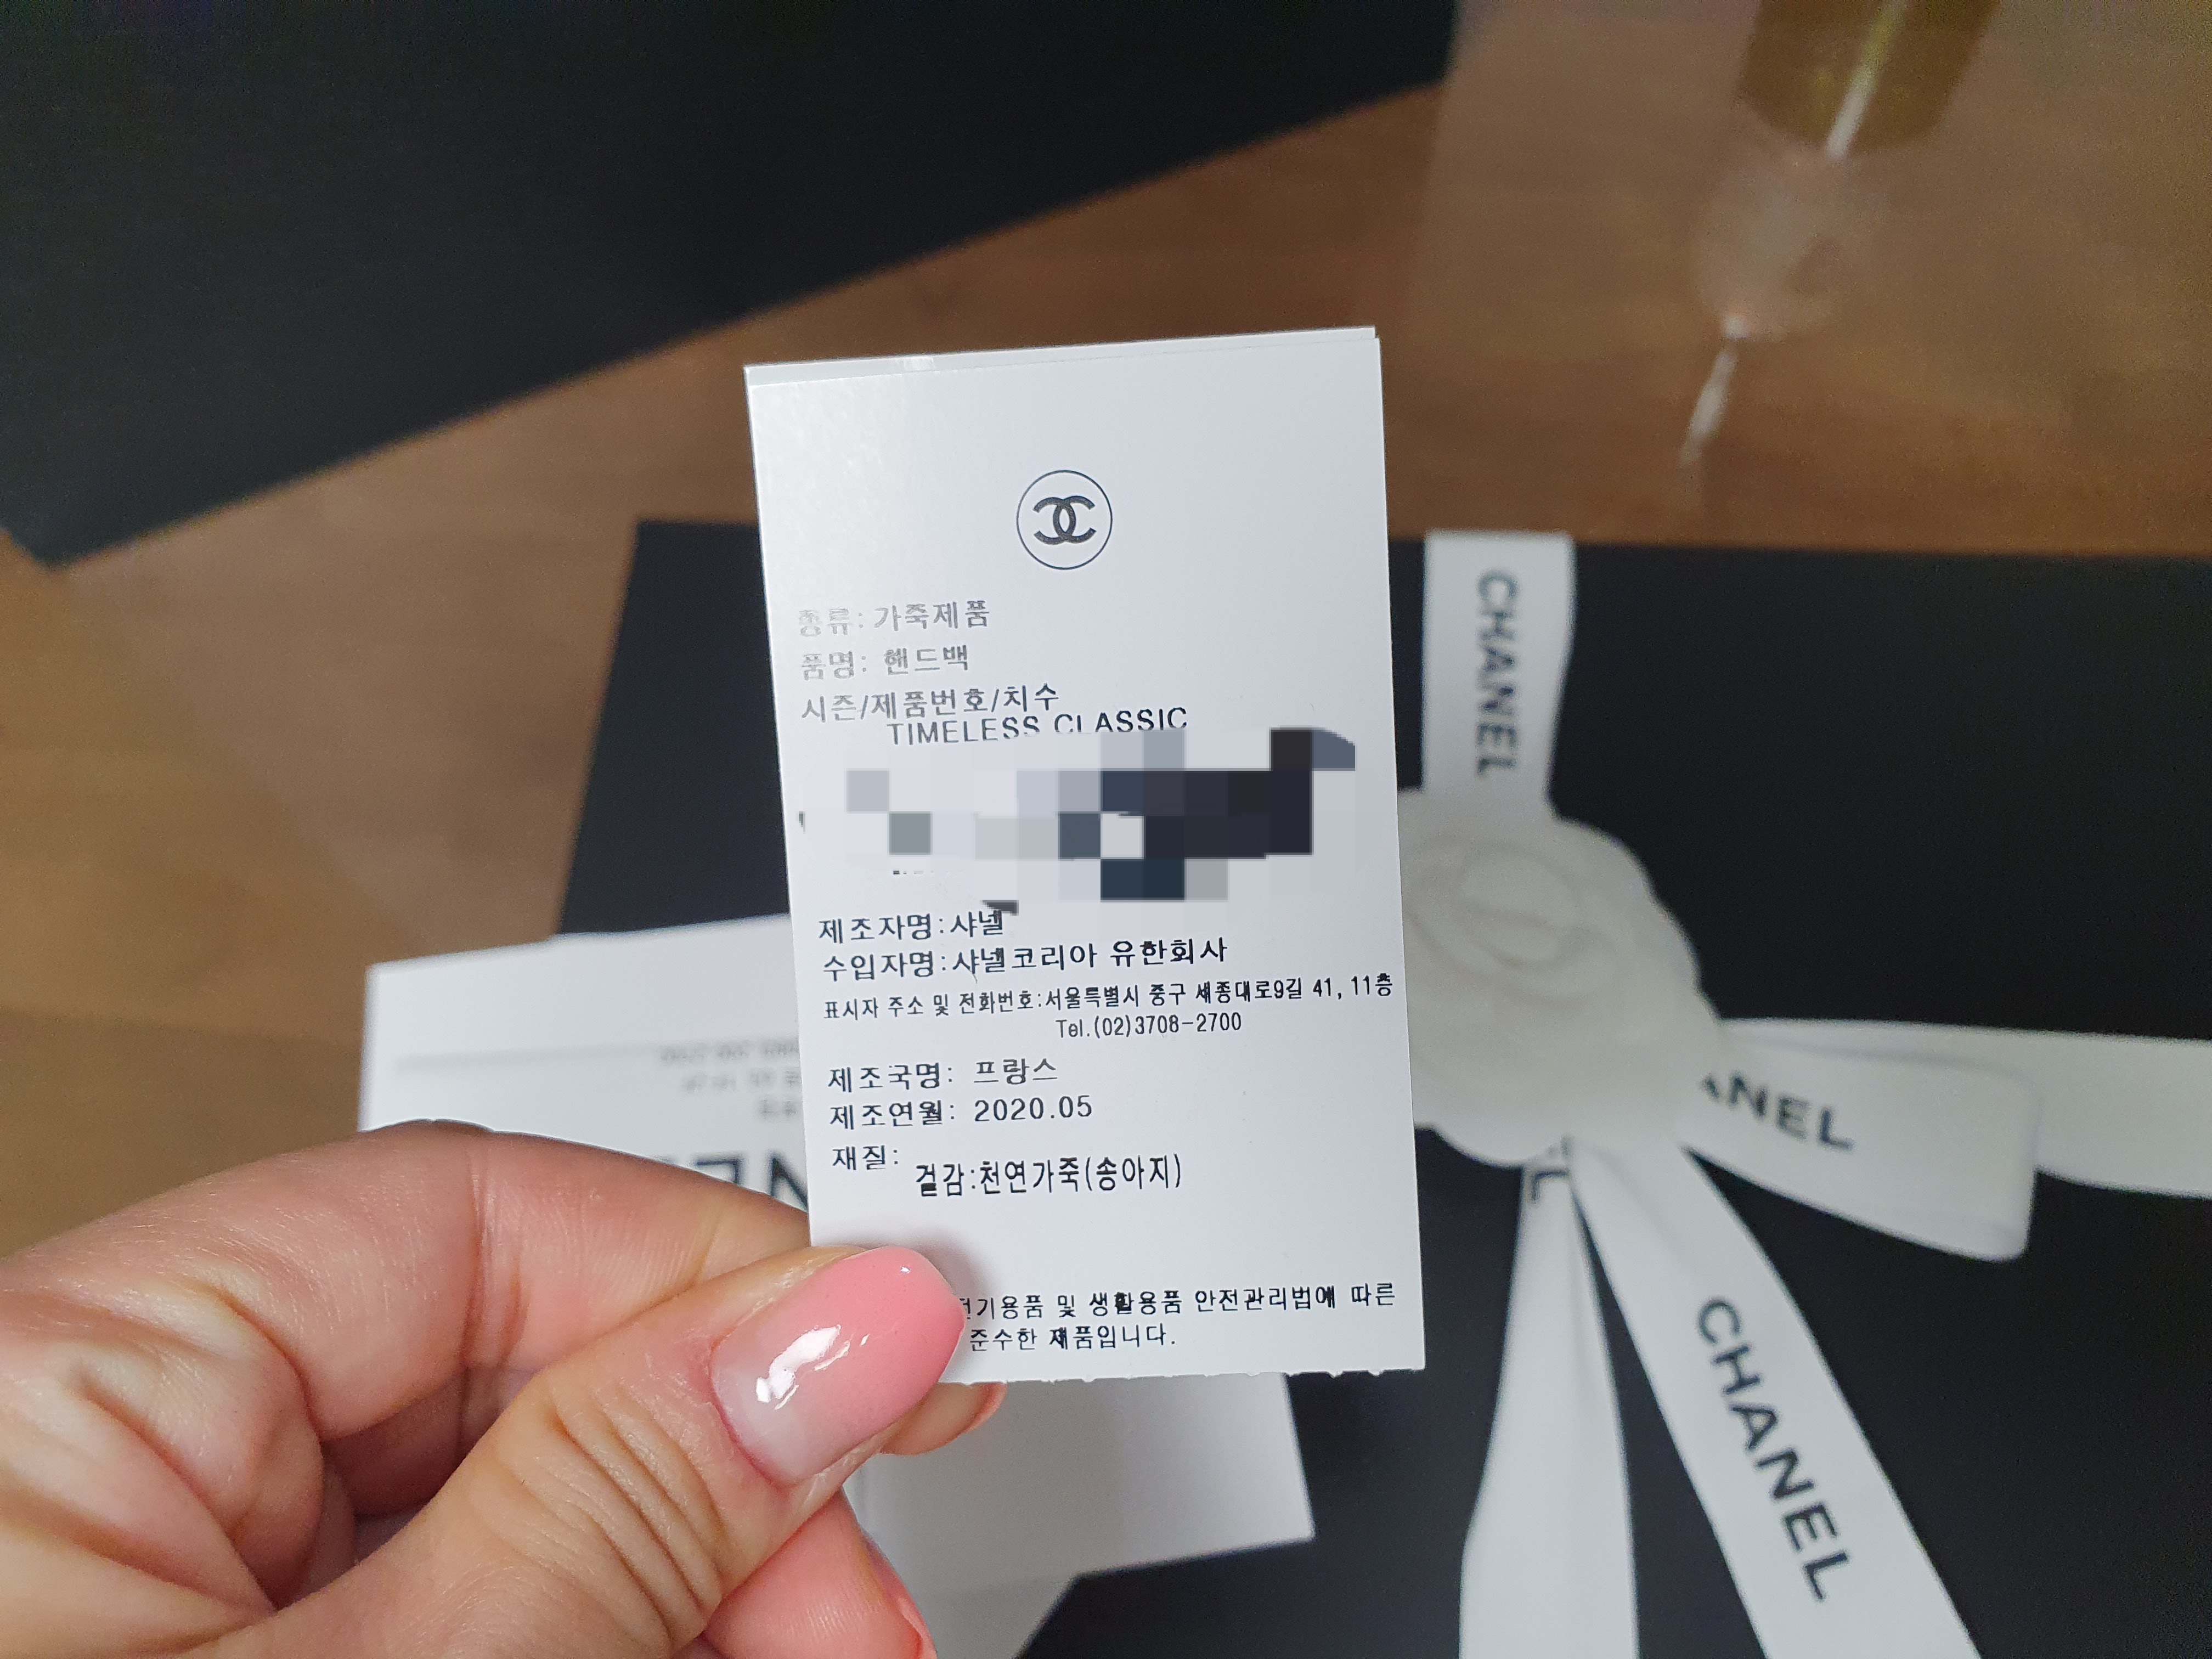 종류: 가죽제품
품명: 핸드백
시즌/제품번호/치수
TIMELESS CLASSIC
제조자명:샤넬
수입자명:샤넬코리아 유한회사
표시자 주소 및 전화번호:서울특별시 중구 세종대로9길 41, 11층
Tel.(02)3708-2700
제조국명: 프랑스
제조연월: 2020.05
재질:
겉감:천연가죽(송아지)
및 생활용품 안전관리법에 따른
준수한 제품입니다.
CHANEL
ANEL
CHANEL